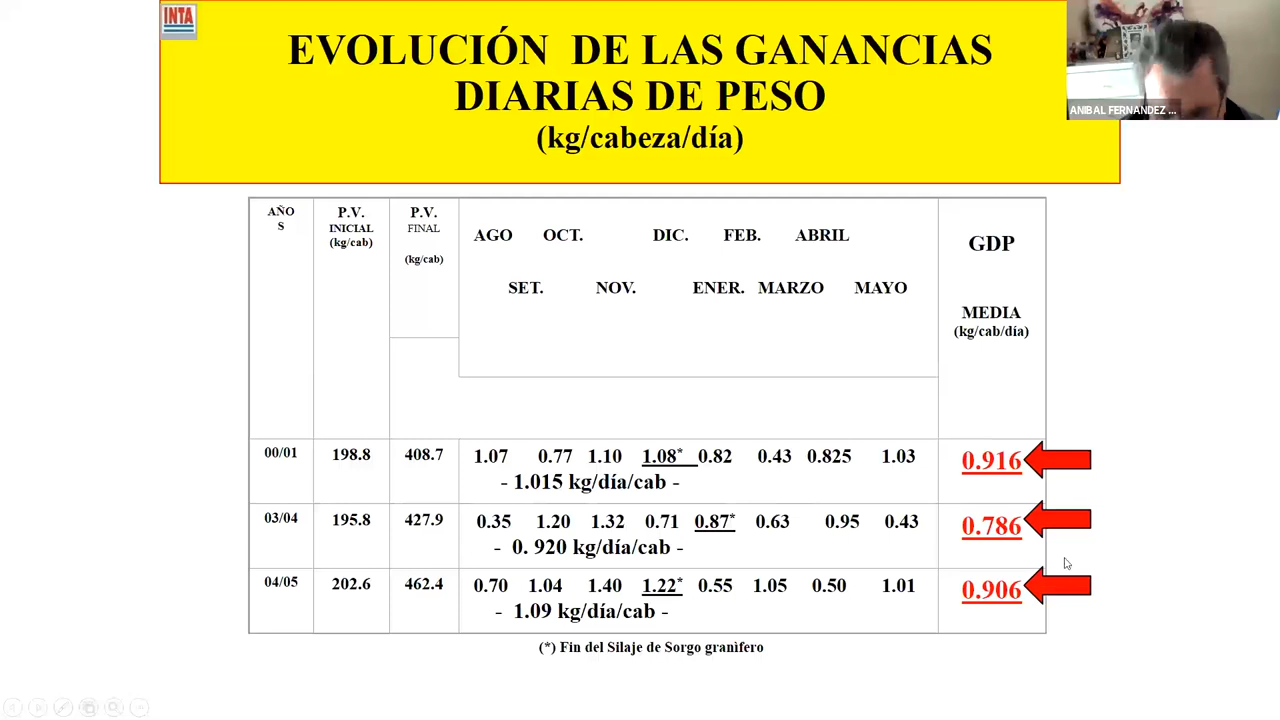 INTA
EVOLUCIÓN DE LAS GANANCIAS
DIARIAS DE PESO
(kg/cabeza/día)
ANIBAL FERNANDEZ ...
AÑO
S
P.V.
INICIAL
(kg/cab)
P.V.
FINAL
(kg/cab)
AGO OCT. DIC. FEB. ABRIL
SET. NOV. ENER. MARZO MAYO
GDP
MEDIA
(kg/cab/día)
00/01 198.8 408.7 1.07 0.77 1.10 1.08* 0.82 0.43 0.825 1.03 0.916
- 1.015 kg/día/cab -
03/04 195.8 427.9 0.35 1.20 1.32 0.71 0.87* 0.63 0.95 0.43 0.786
- 0. 920 kg/día/cab -
04/05 202.6 462.4 0.70 1.04 1.40 1.22* 0.55 1.05 0.50 1.01 0.906
- 1.09 kg/día/cab -
(*) Fin del Silaje de Sorgo granìfero